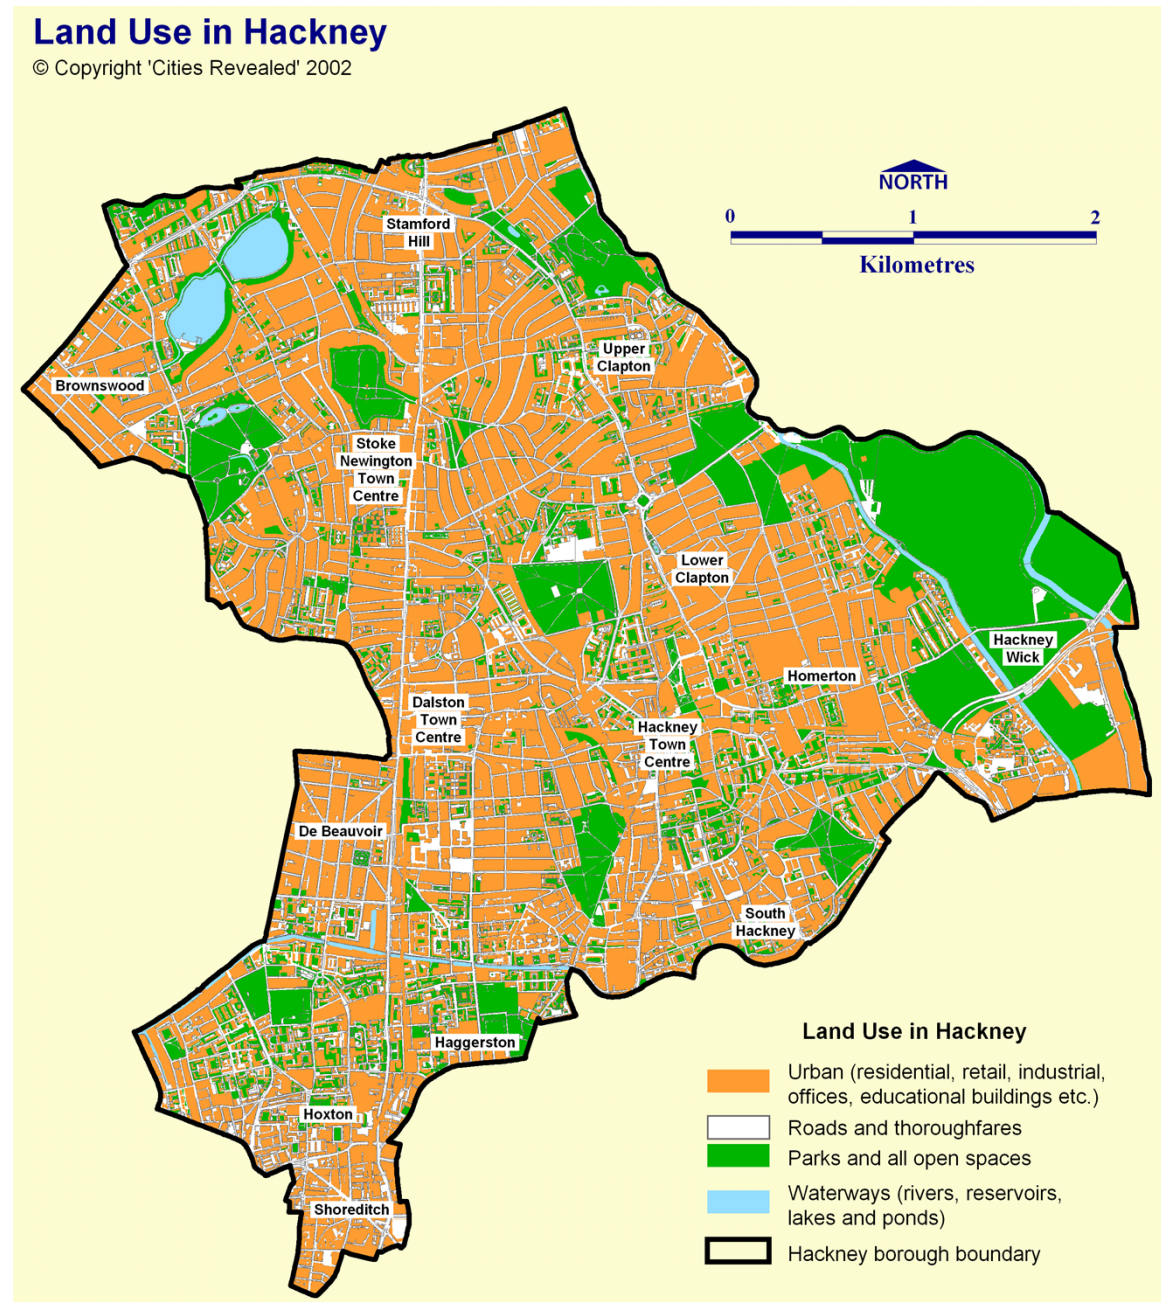 Land Use in Hackney
© Copyright 'Cities Revealed' 2002
NORTH
0 1 2
Kilometres
Stamford
Hill
Upper
Clapton
Brownswood
Stoke
Newington
Town
Centre
Lower
Clapton
Hackney
Wick
Homerton
Dalston
Town
Centre
Hackney
Town
Centre
De Beauvoir
South
Hackney
Haggerston
Hoxton
Shoreditch
Land Use in Hackney
Urban (residential, retail, industrial,
offices, educational buildings etc.)
Roads and thoroughfares
Parks and all open spaces
Waterways (rivers, reservoirs,
lakes and ponds)
Hackney borough boundary